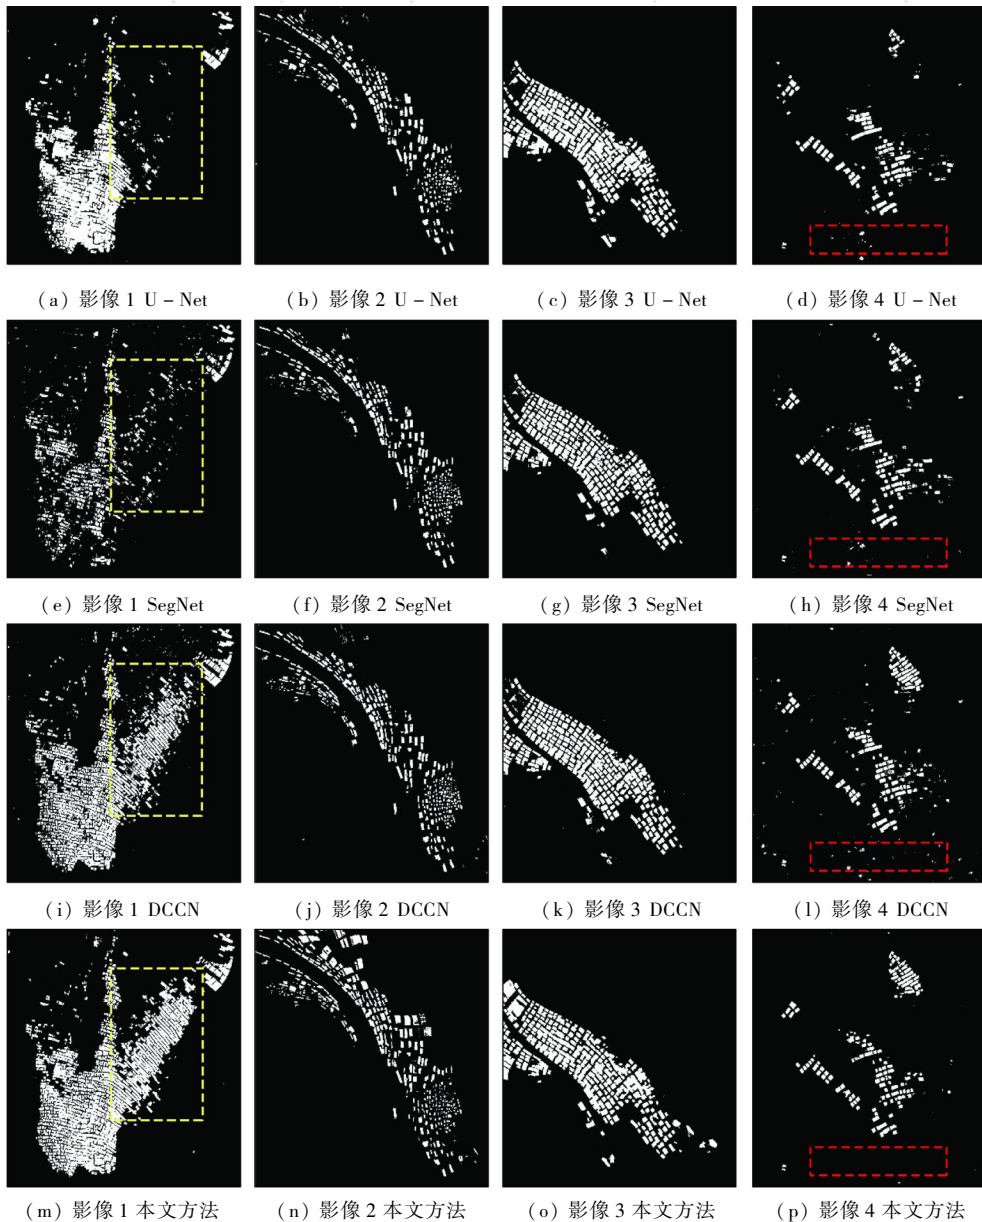 (a) 影像 1 U-Net (b) 影像 2 U-Net (c) 影像 3 U-Net (d) 影像 4 U-Net
(e) 影像 1 SegNet (f) 影像 2 SegNet (g) 影像 3 SegNet (h) 影像 4 SegNet
(i) 影像 1 DCCN (j) 影像 2 DCCN (k) 影像 3 DCCN (l) 影像 4 DCCN
(m) 影像 1 本文方法 (n) 影像 2 本文方法 (o) 影像 3 本文方法 (p) 影像 4 本文方法